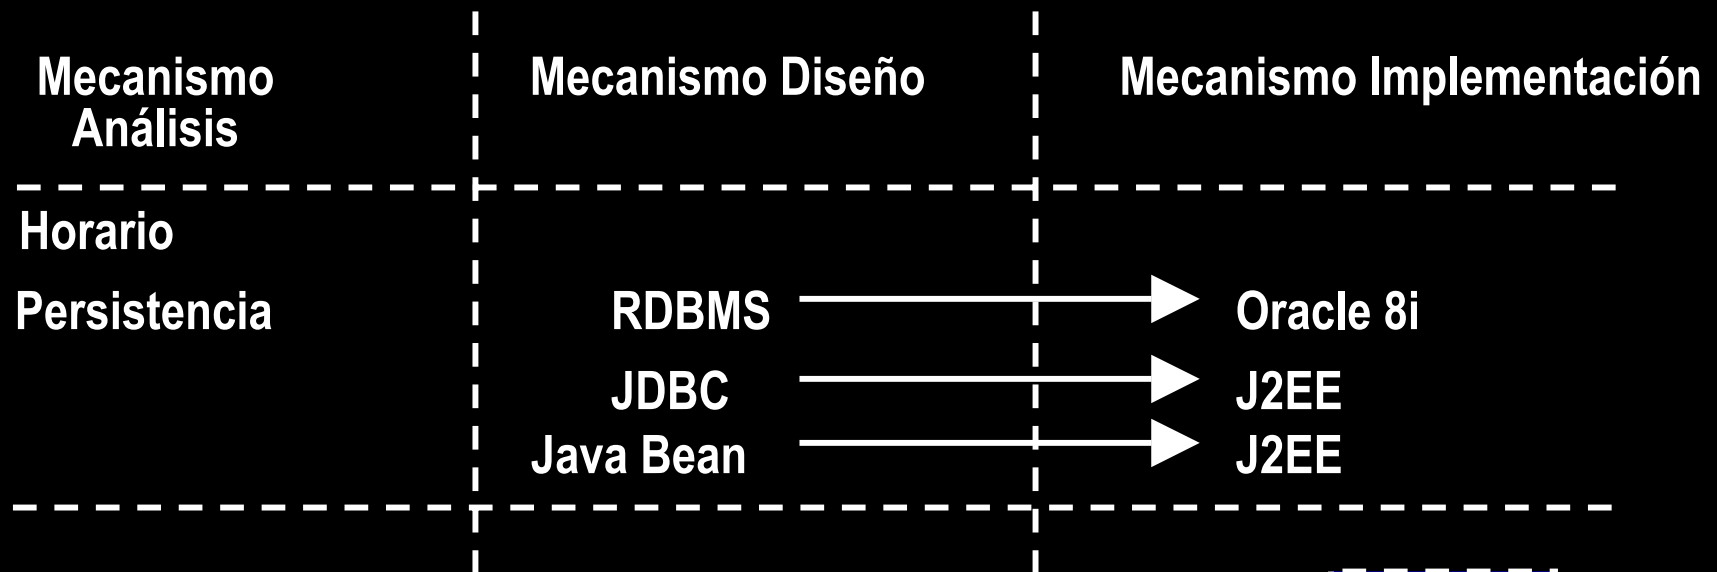 Mecanismo
Análisis
Mecanismo Diseño
Mecanismo Implementación
Horario
Persistencia
RDBMS
Oracle 8i
JDBC
J2EE
Java Bean
J2EE